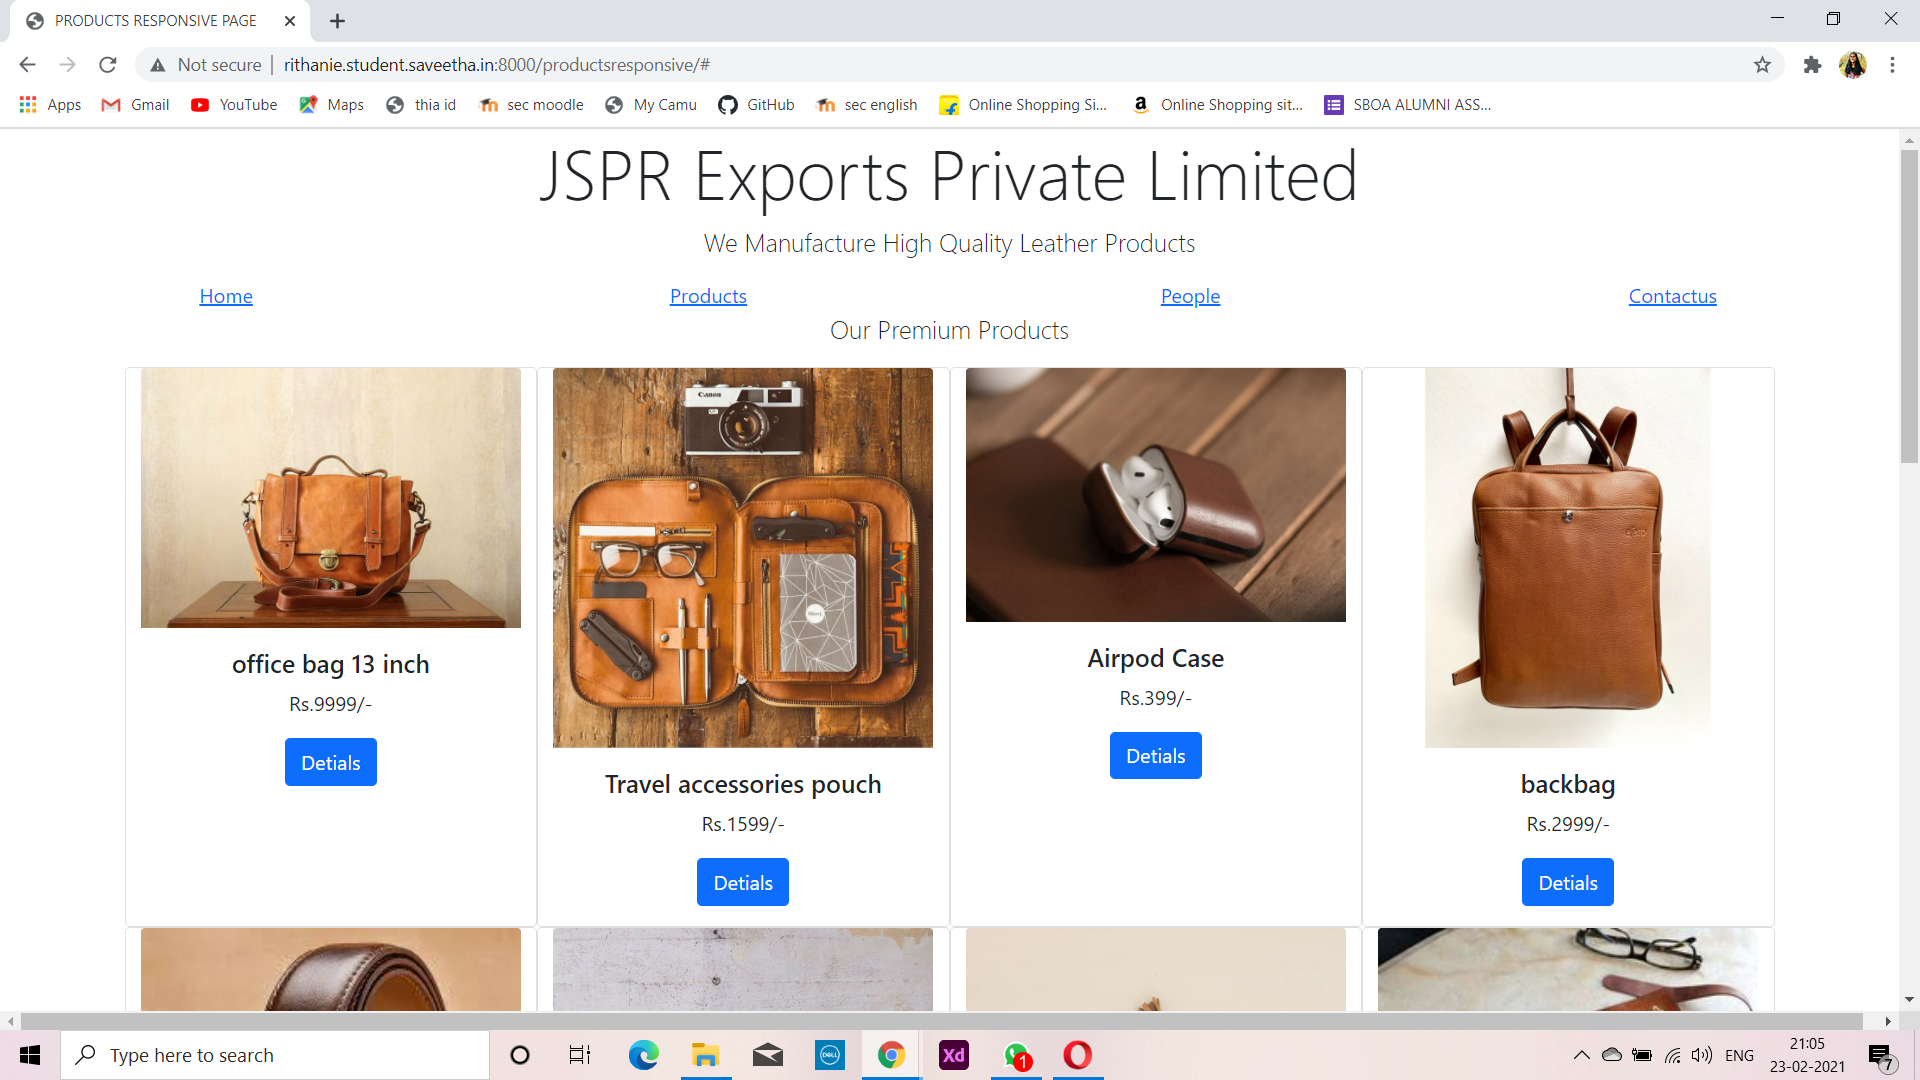 PRODUCTS RESPONSIVE PAGE
Not secure | rithanie.student.saveetha.in:8000/productsresponsive/#
Apps Gmail YouTube Maps thia id sec moodle My Camu GitHub sec english Online Shopping Si... Online Shopping sit... SBOA ALUMNI ASS...
JSPR Exports Private Limited
We Manufacture High Quality Leather Products
Home Products People Contactus
Our Premium Products
Canon
office bag 13 inch
Rs.9999/-
Detials
Travel accessories pouch
Rs.1599/-
Detials
Airpod Case
Rs.399/-
Detials
backbag
Rs.2999/-
Detials
Type here to search
DELL
Xd
1
ENG
21:05
23-02-2021
7